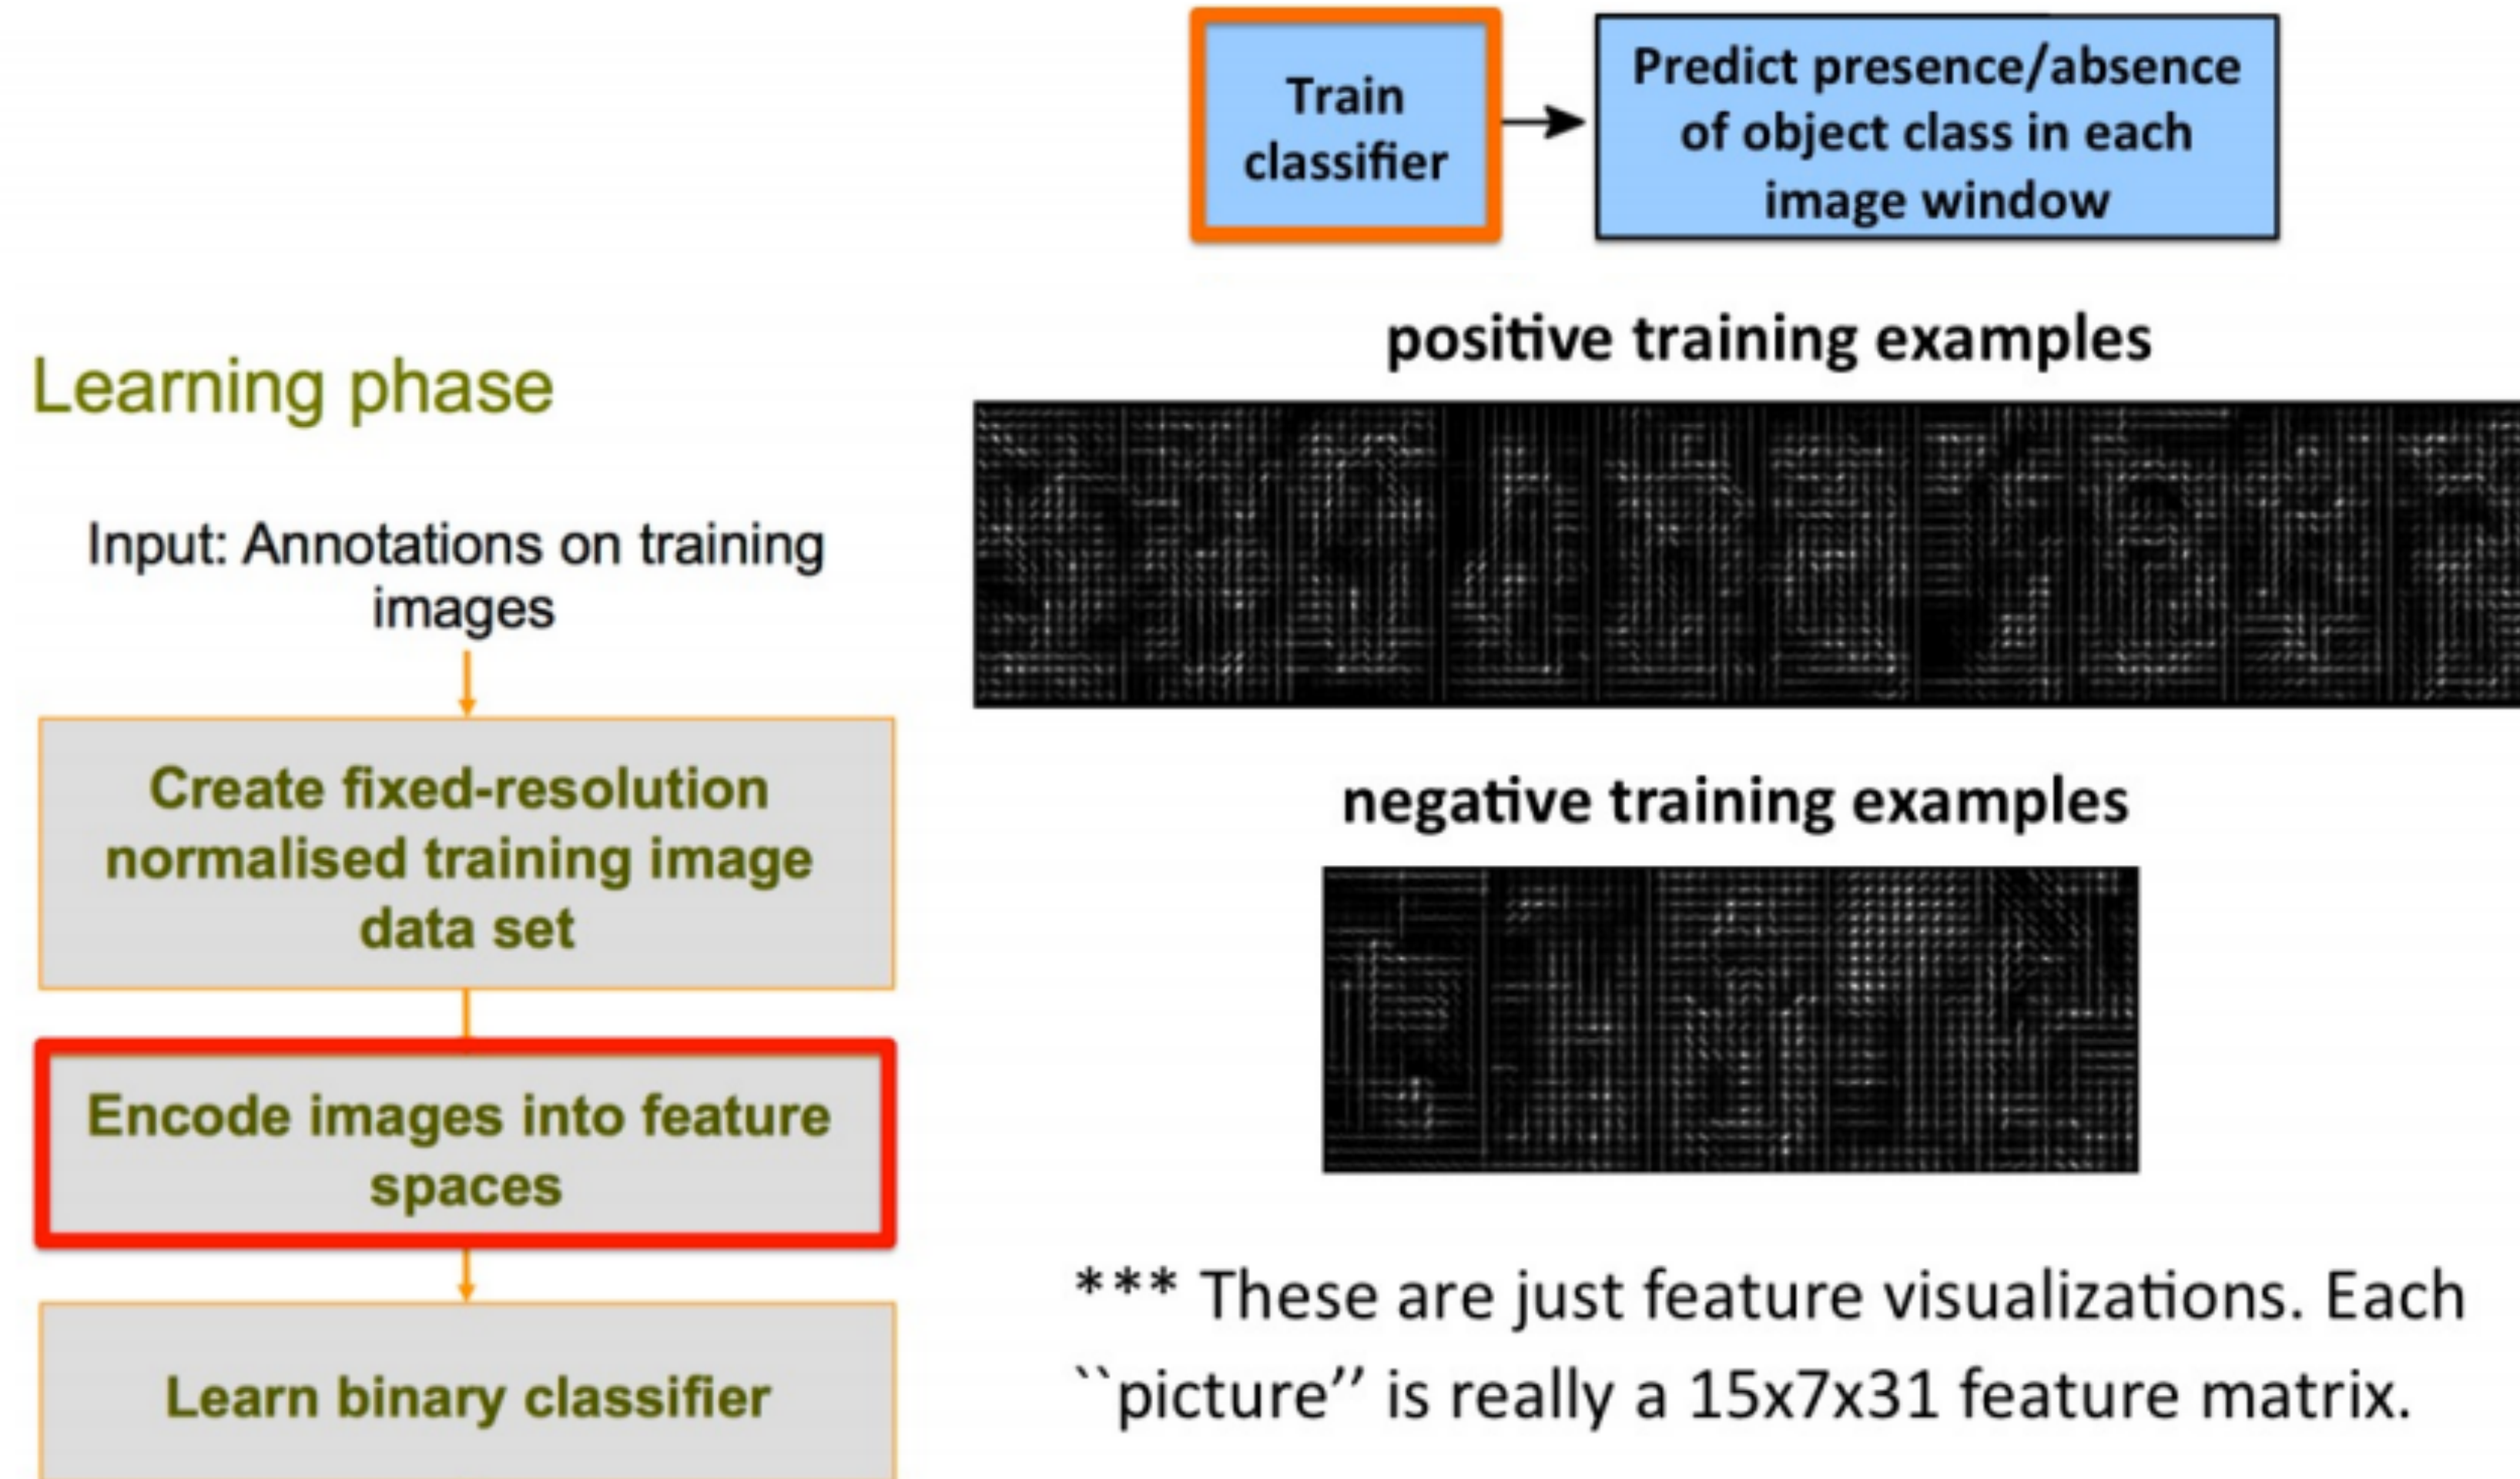 Train
classifier
Predict presence/absence
of object class in each
image window
positive training examples
Learning phase
Input: Annotations on training
images
Create fixed-resolution
normalised training image
data set
negative training examples
Encode images into feature
spaces
*** These are just feature visualizations. Each
``picture’’ is really a 15x7x31 feature matrix.
Learn binary classifier